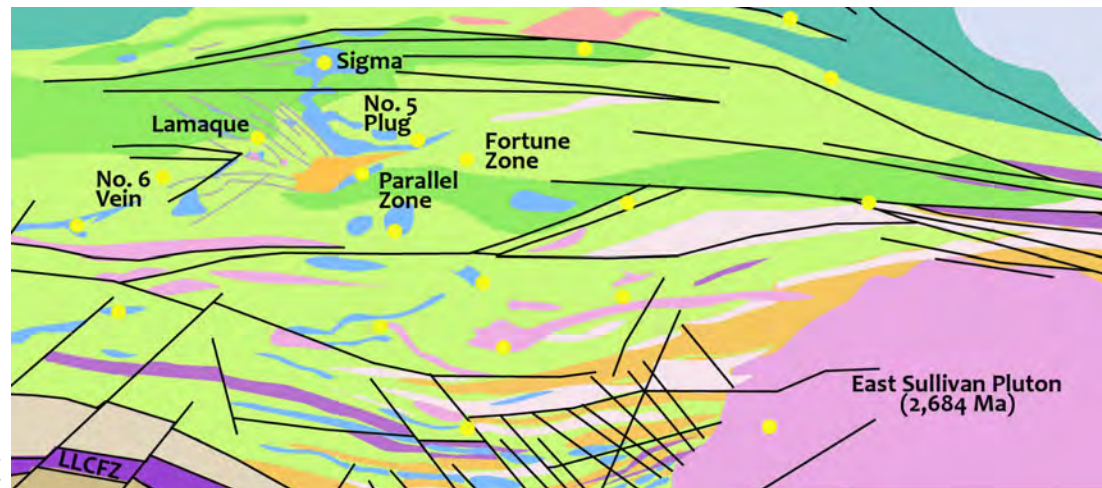 Sigma
No. 5
Plug
Lamaque
Fortune
Zone
No. 6
Vein
Parallel
Zone
East Sullivan Pluton
(2,684 Ma)
LLCFZ